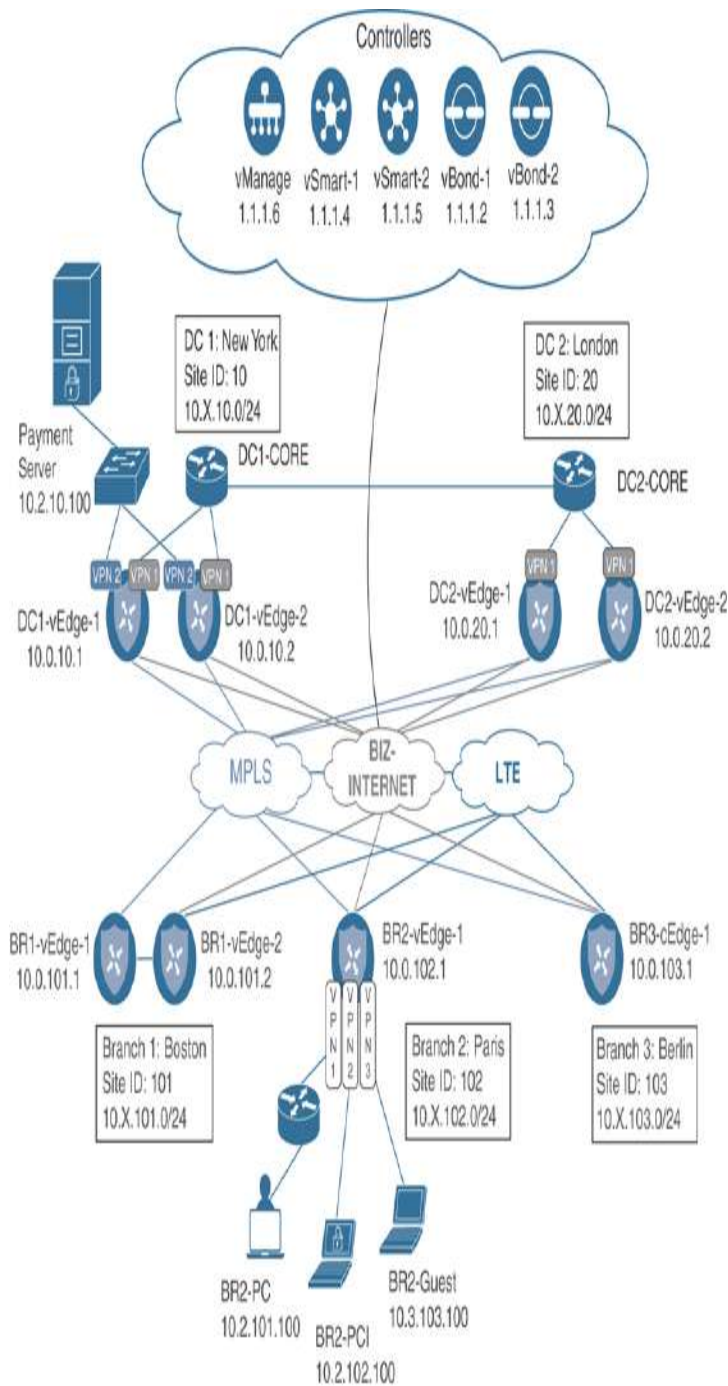 Controllers
vManage
1.1.1.6
vSmart-1
1.1.1.4
vSmart-2
1.1.1.5
vBond-1
1.1.1.2
vBond-2
1.1.1.3
DC 1: New York
Site ID: 10
10.X.10.0/24
DC 2: London
Site ID: 20
10.X.20.0/24
Payment
Server
10.2.10.100
DC1-CORE
DC2-CORE
VPN 2
VPN 1
VPN 2
VPN 1
VPN 1
VPN 1
DC1-vEdge-1
10.0.10.1
DC1-vEdge-2
10.0.10.2
DC2-vEdge-1
10.0.20.1
DC2-vEdge-2
10.0.20.2
MPLS
BIZ-
INTERNET
LTE
BR1-vEdge-1
10.0.101.1
BR1-vEdge-2
10.0.101.2
BR2-vEdge-1
10.0.102.1
BR3-cEdge-1
10.0.103.1
VPN1
VPN2
VPN3
Branch 1: Boston
Site ID: 101
10.X.101.0/24
Branch 2: Paris
Site ID: 102
10.X.102.0/24
Branch 3: Berlin
Site ID: 103
10.X.103.0/24
BR2-PC
10.2.101.100
BR2-PCI
10.2.102.100
BR2-Guest
10.3.103.100